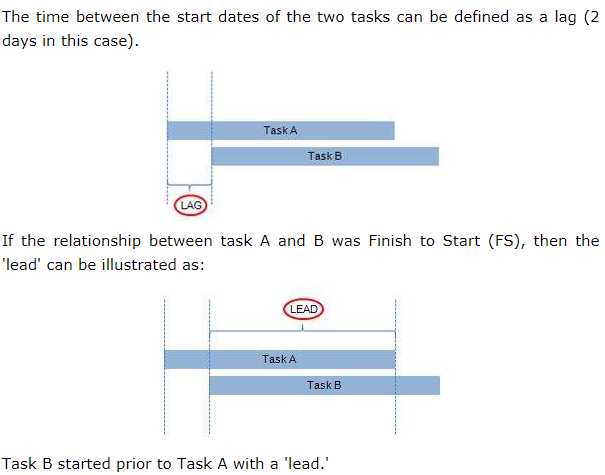 The time between the start dates of the two tasks can be defined as a lag (2
days in this case).
Task A
Task B
LAG
If the relationship between task A and B was Finish to Start (FS), then the
'lead' can be illustrated as:
LEAD
Task A
Task B
Task B started prior to Task A with a 'lead.'